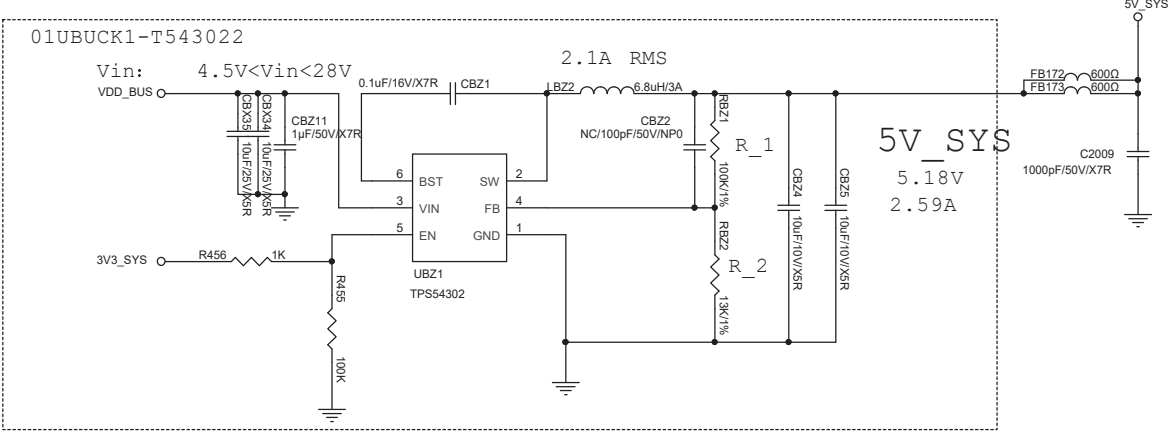 5V_SYS
01UBUCK1-T543022
Vin: 4.5V<Vin<28V
2.1A RMS
VDD_BUS
0.1uF/16V/X7R
CBZ1
LBZ2
6.8uH/3A
FB172
600Ω
FB173
600Ω
CBX35
10uF/25V/X5R
CBX34
10uF/25V/X5R
CBZ11
1µF/50V/X7R
CBZ2
NC/100pF/50V/NP0
RBZ1
100K/1%
R_1
5V_SYS
5.18V
2.59A
C2009
1000pF/50V/X7R
6
BST
SW
2
3
VIN
FB
4
5
EN
GND
1
UBZ1
TPS54302
CBZ4
10uF/10V/X5R
CBZ5
10uF/10V/X5R
RBZ2
13K/1%
R_2
3V3_SYS
R456
1K
R455
100K